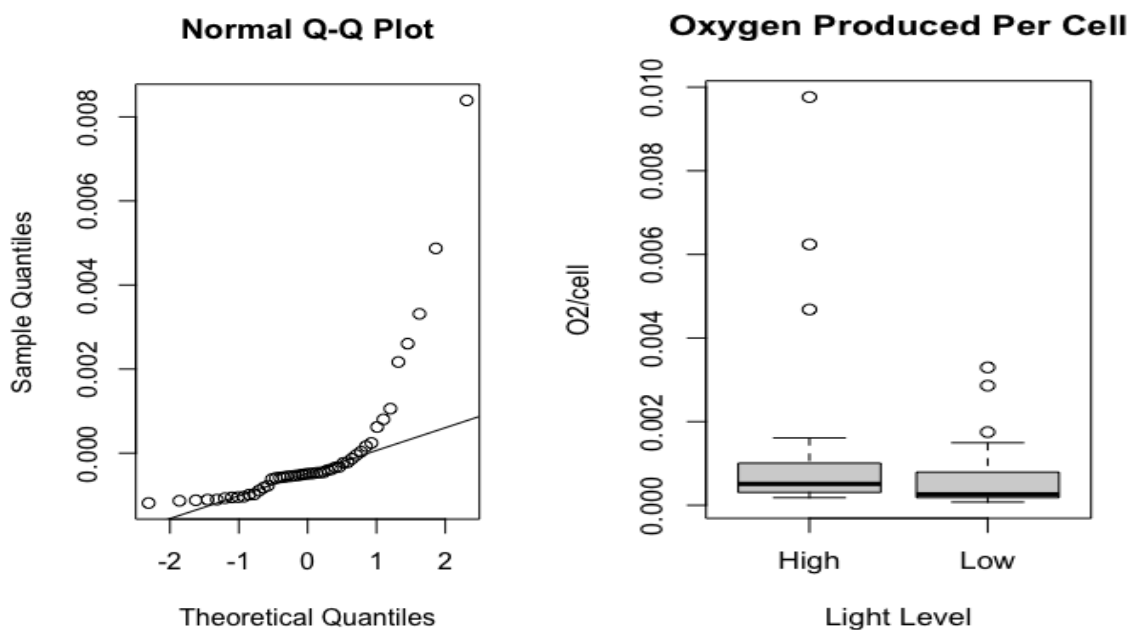 Normal Q-Q Plot
Sample Quantiles
0.008
0.006
0.004
0.002
0.000
-2 -1 0 1 2
Theoretical Quantiles
Oxygen Produced Per Cell
O2/cell
0.010
0.008
0.006
0.004
0.002
0.000
High Low
Light Level